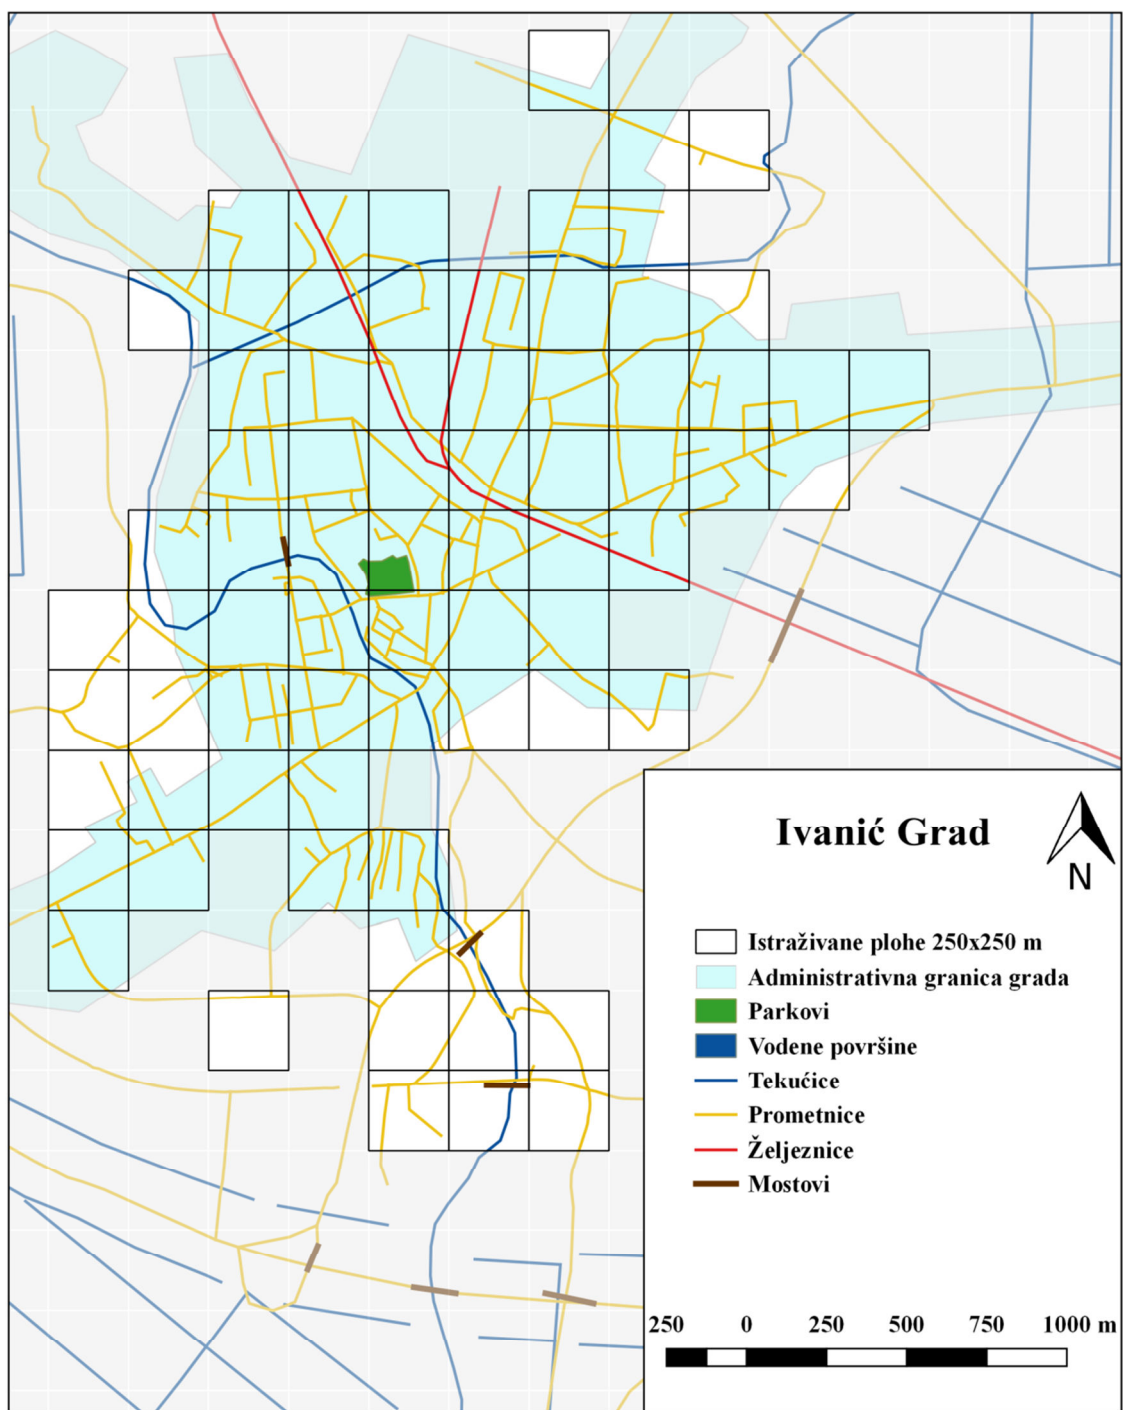 Ivanić Grad
N
Istraživane plohe 250x250 m
Administrativna granica grada
Parkovi
Vodene površine
Tekućice
Prometnice
Željeznice
Mostovi
250 0 250 500 750 1000 m